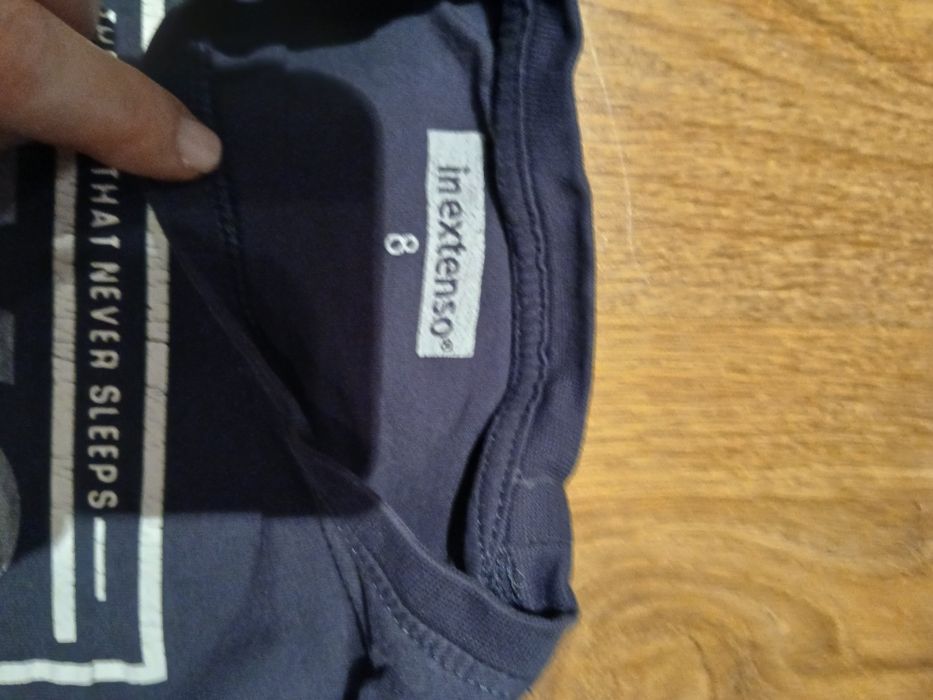 inextenso®
8
THAT NEVER SLEEPS